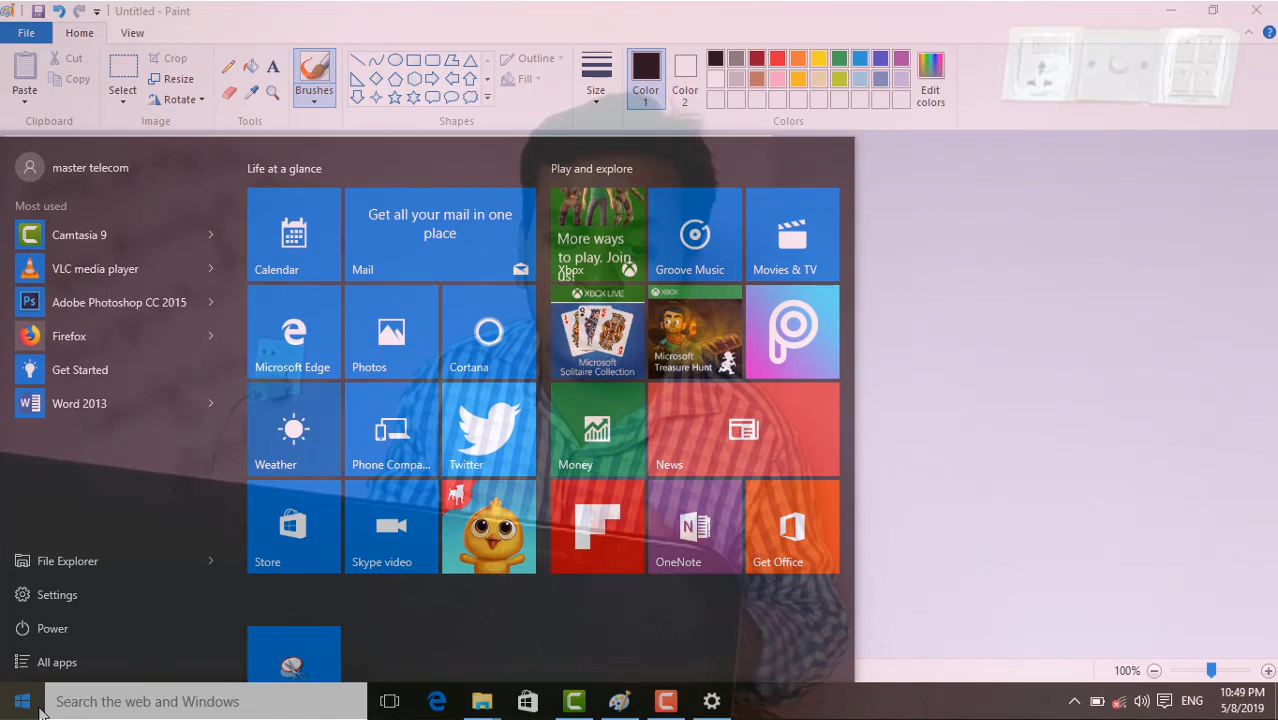 Untitled - Paint
File
Home
View
Paste
Cut
Copy
Clipboard
Select
Crop
Resize
Rotate
Image
A
Tools
Brushes
Shapes
Outline
Fill
Size
Color 1
Color 2
Colors
Edit colors
master telecom
Most used
Camtasia 9
VLC media player
Ps Adobe Photoshop CC 2015
Firefox
Get Started
Word 2013
File Explorer
Settings
Power
All apps
Life at a glance
Calendar
Get all your mail in one
place
Mail
Microsoft Edge
Photos
Cortana
Weather
Phone Compa...
Twitter
Store
Skype video
Play and explore
More ways
to play. Join
us!
Xbox
Groove Music
Movies & TV
XBOX LIVE
Microsoft
Solitaire Collection
XBOX
Microsoft
Treasure Hunt
Money
News
OneNote
Get Office
100%
Search the web and Windows
ENG
10:49 PM
5/8/2019